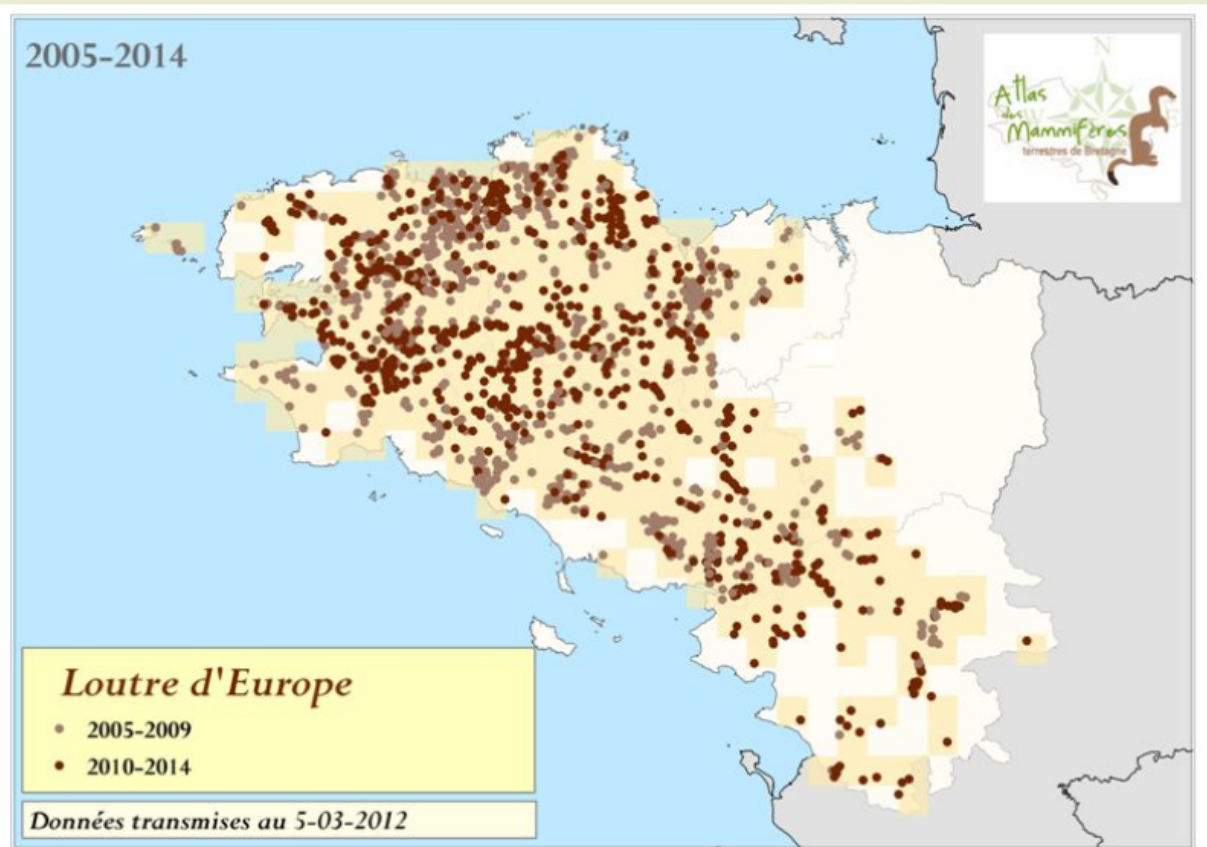 2005-2014
N
Atlas
des
W
E
Mammifères
terrestres de Bretagne
S
Loutre d'Europe
2005-2009
2010-2014
Données transmises au 5-03-2012